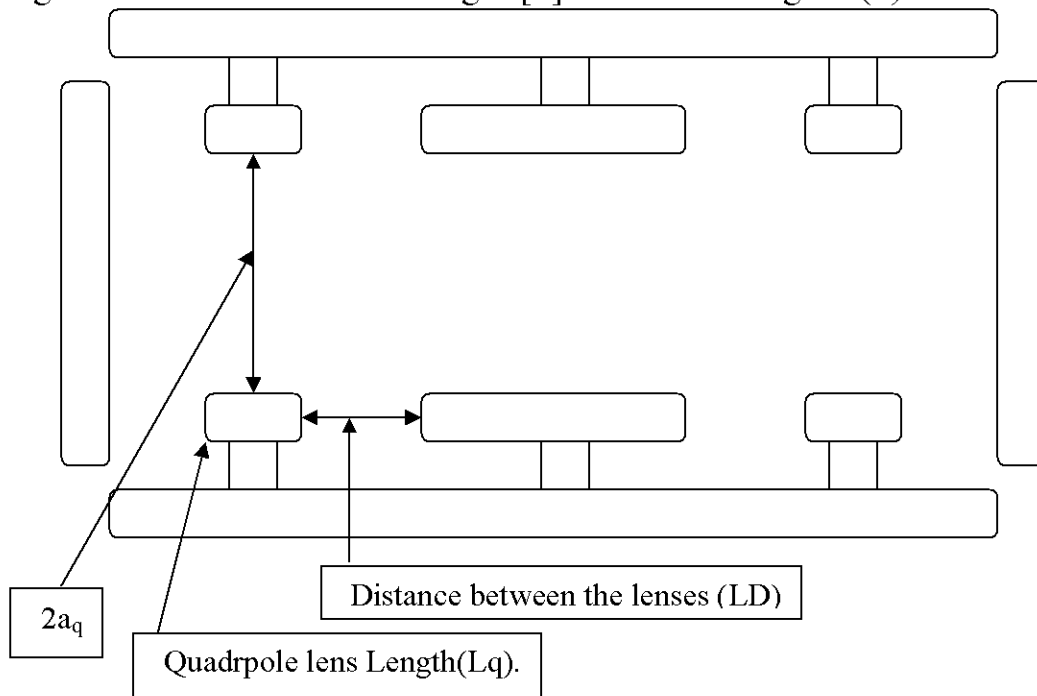 2aq
Distance between the lenses (LD)
Quadrpole lens Length(Lq).